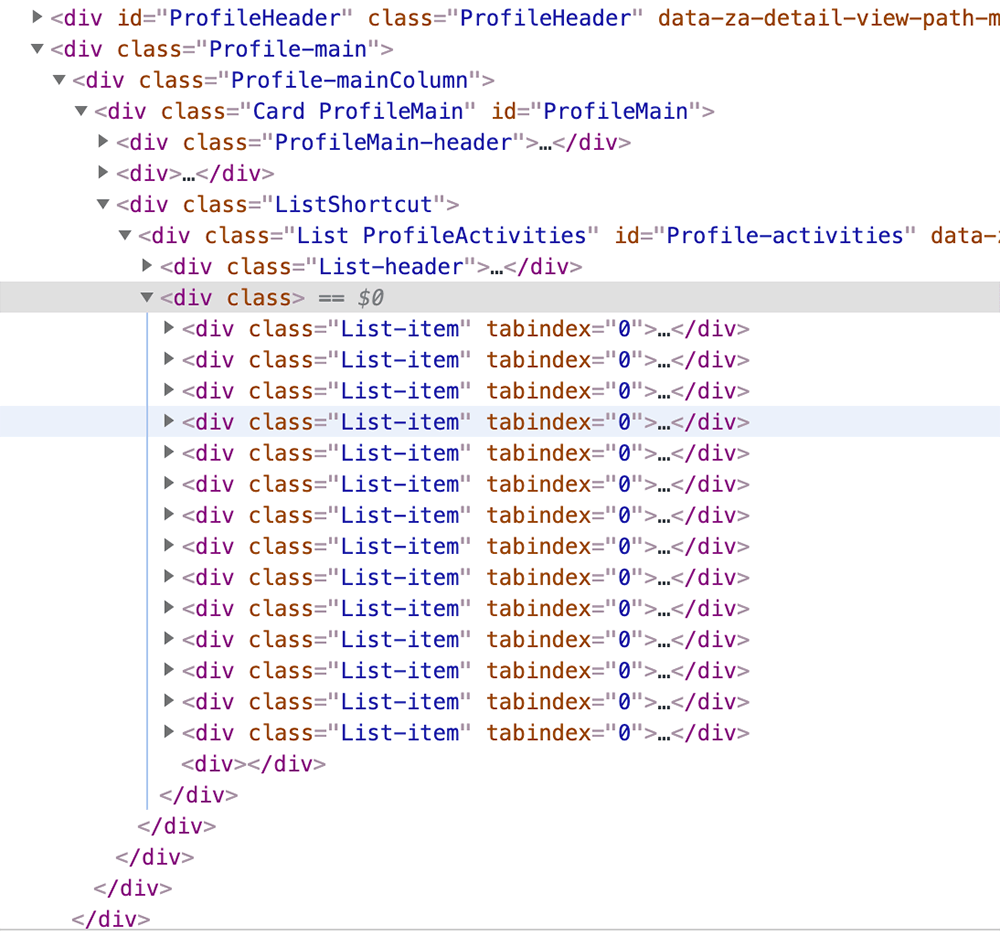 ▶<div id="ProfileHeader" class="ProfileHeader" data-za-detail-view-path-m
▼<div class="Profile-main">
▼<div class="Profile-mainColumn">
▼<div class="Card ProfileMain" id="ProfileMain">
▶<div class="ProfileMain-header">…</div>
▶<div>…</div>
▼<div class="ListShortcut">
▼<div class="List ProfileActivities" id="Profile-activities" data-z
▶<div class="List-header">…</div>
▼<div class> == $0
▶<div class="List-item" tabindex="0">…</div>
▶<div class="List-item" tabindex="0">…</div>
▶<div class="List-item" tabindex="0">…</div>
▶<div class="List-item" tabindex="0">…</div>
▶<div class="List-item" tabindex="0">…</div>
▶<div class="List-item" tabindex="0">…</div>
▶<div class="List-item" tabindex="0">…</div>
▶<div class="List-item" tabindex="0">…</div>
▶<div class="List-item" tabindex="0">…</div>
▶<div class="List-item" tabindex="0">…</div>
▶<div class="List-item" tabindex="0">…</div>
▶<div class="List-item" tabindex="0">…</div>
▶<div class="List-item" tabindex="0">…</div>
▶<div class="List-item" tabindex="0">…</div>
<div></div>
</div>
</div>
</div>
</div>
</div>